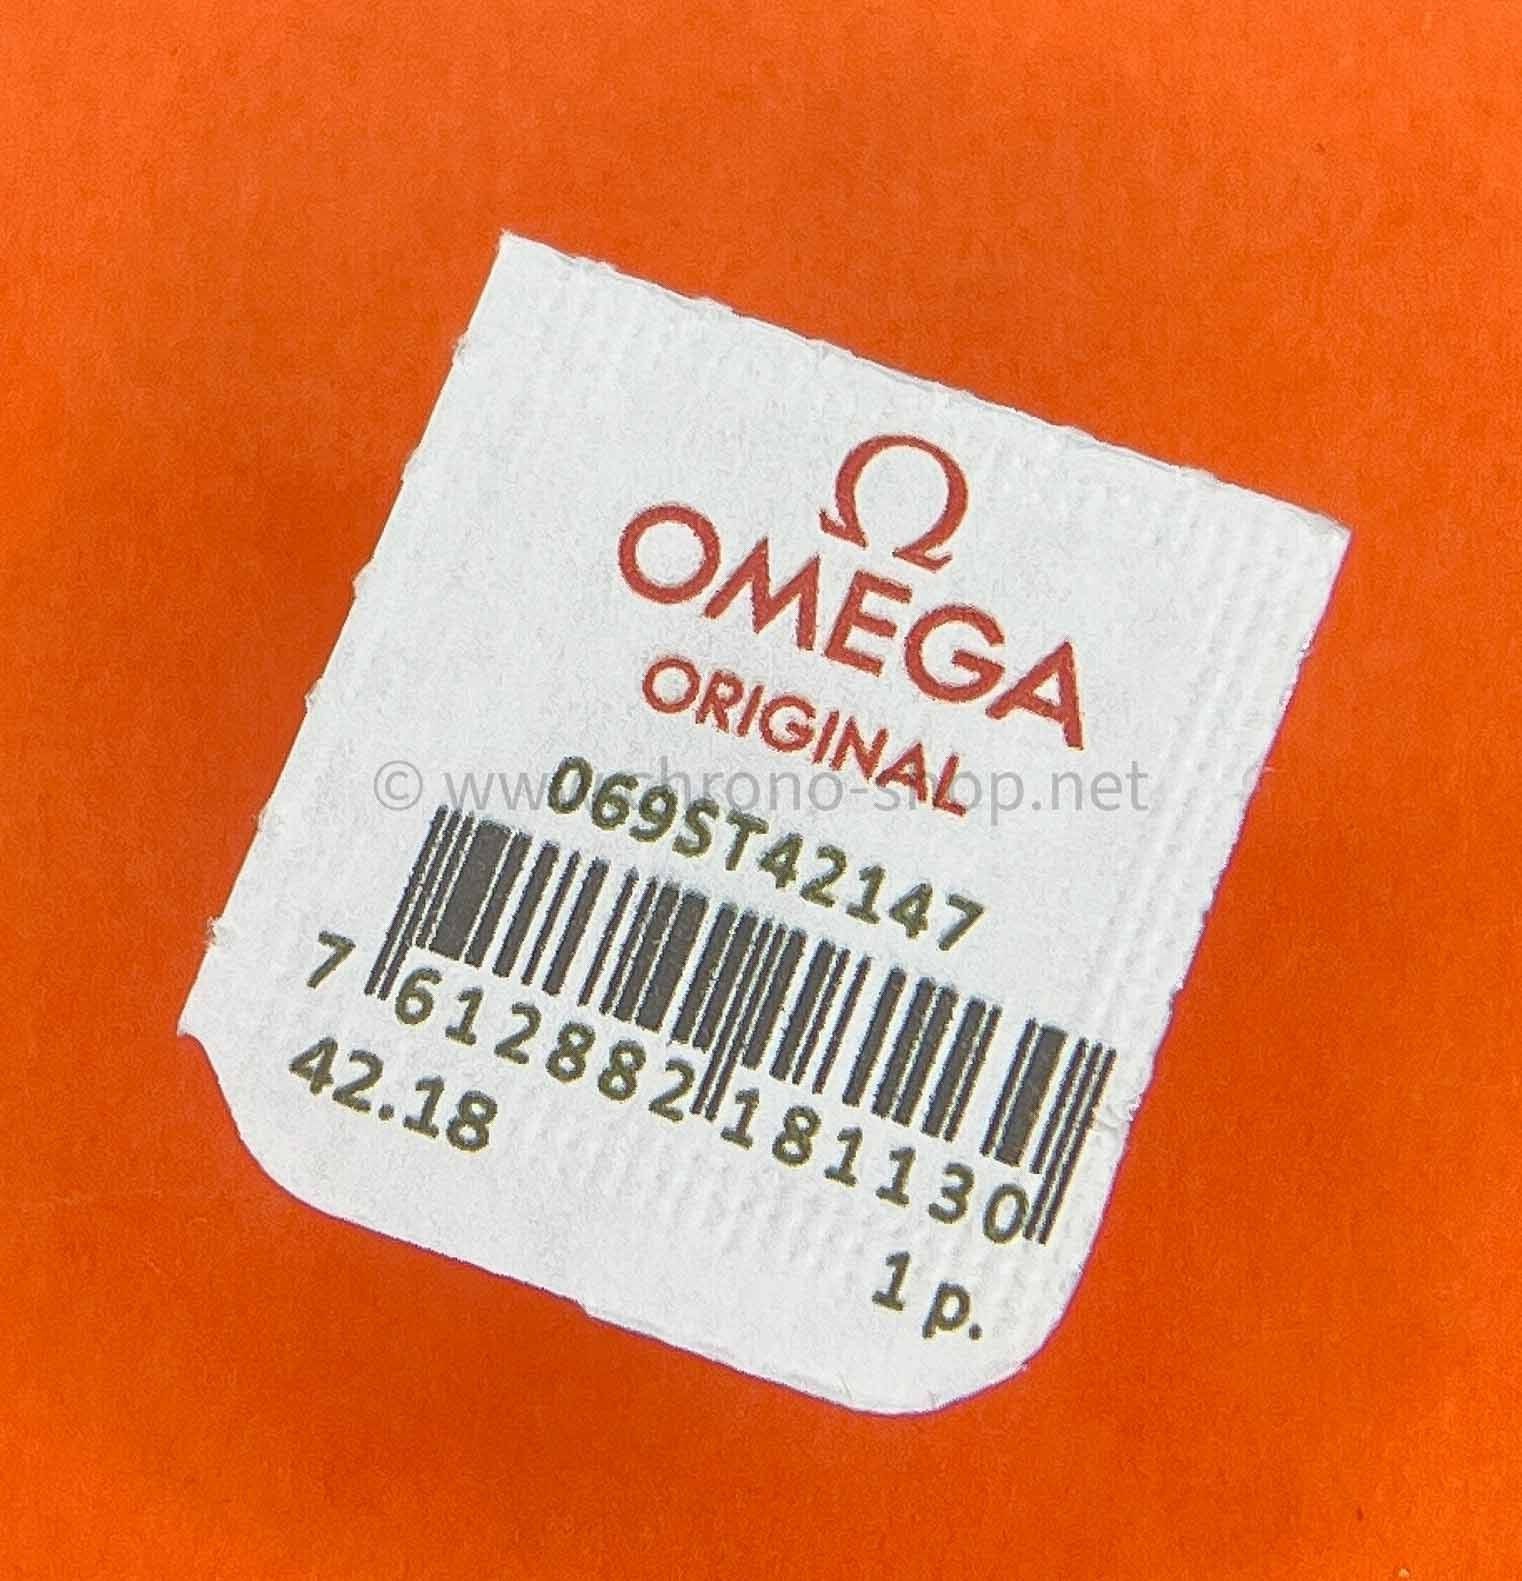 Ω
OMEGA
ORIGINAL
© www.chrono-shop.net
069ST42147
7 612882 181130
42.18
1 p.